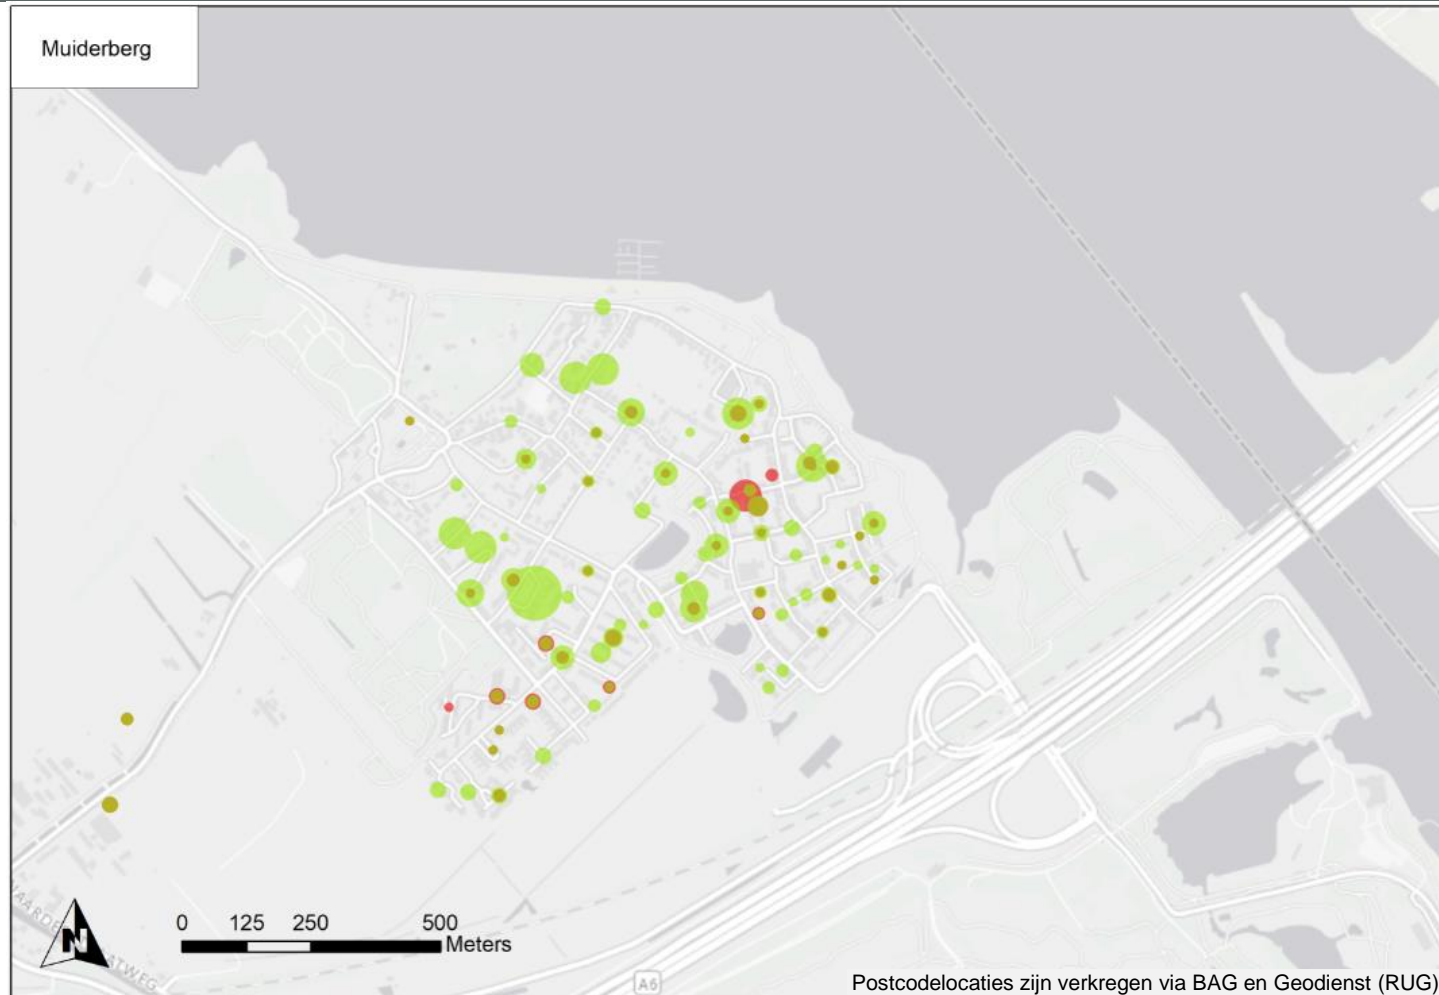 Muiderberg
0 125 250 500
Meters
N
A6
Postcodelocaties zijn verkregen via BAG en Geodienst (RUG)